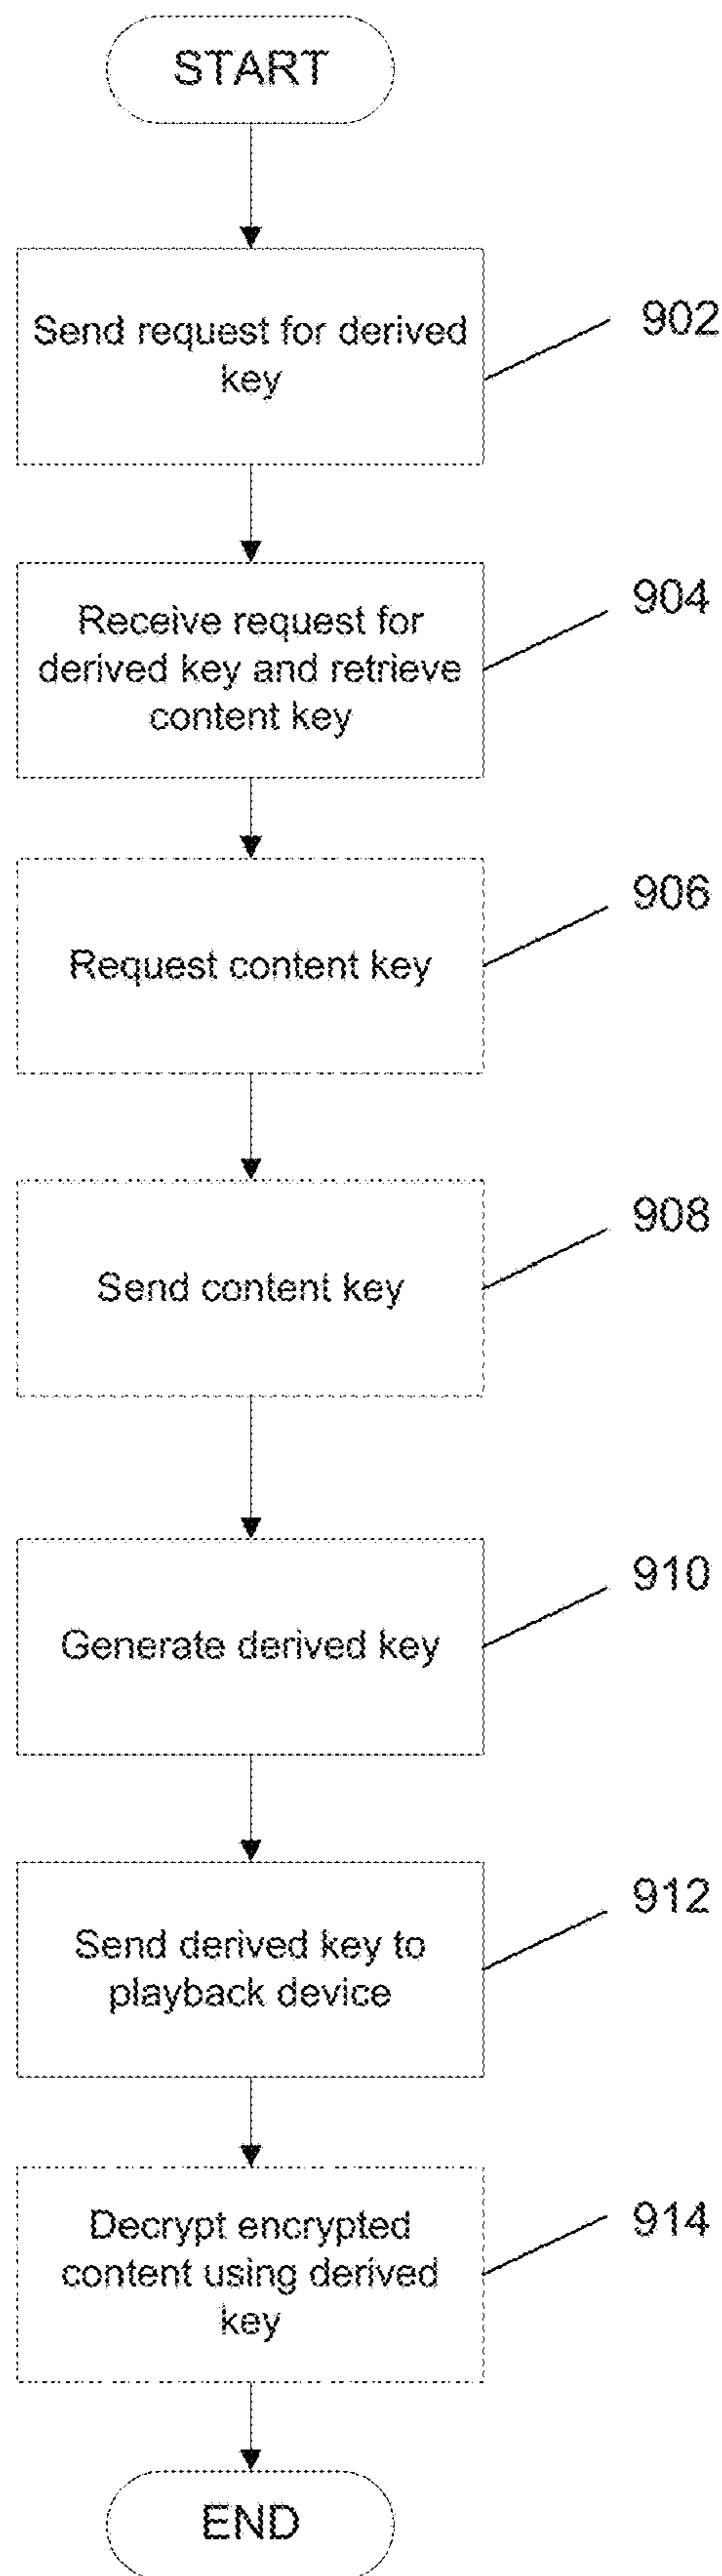 START
Send request for derived
key
902
Receive request for
derived key and retrieve
content key
904
Request content key
906
Send content key
908
Generate derived key
910
Send derived key to
playback device
912
Decrypt encrypted
content using derived
key
914
END